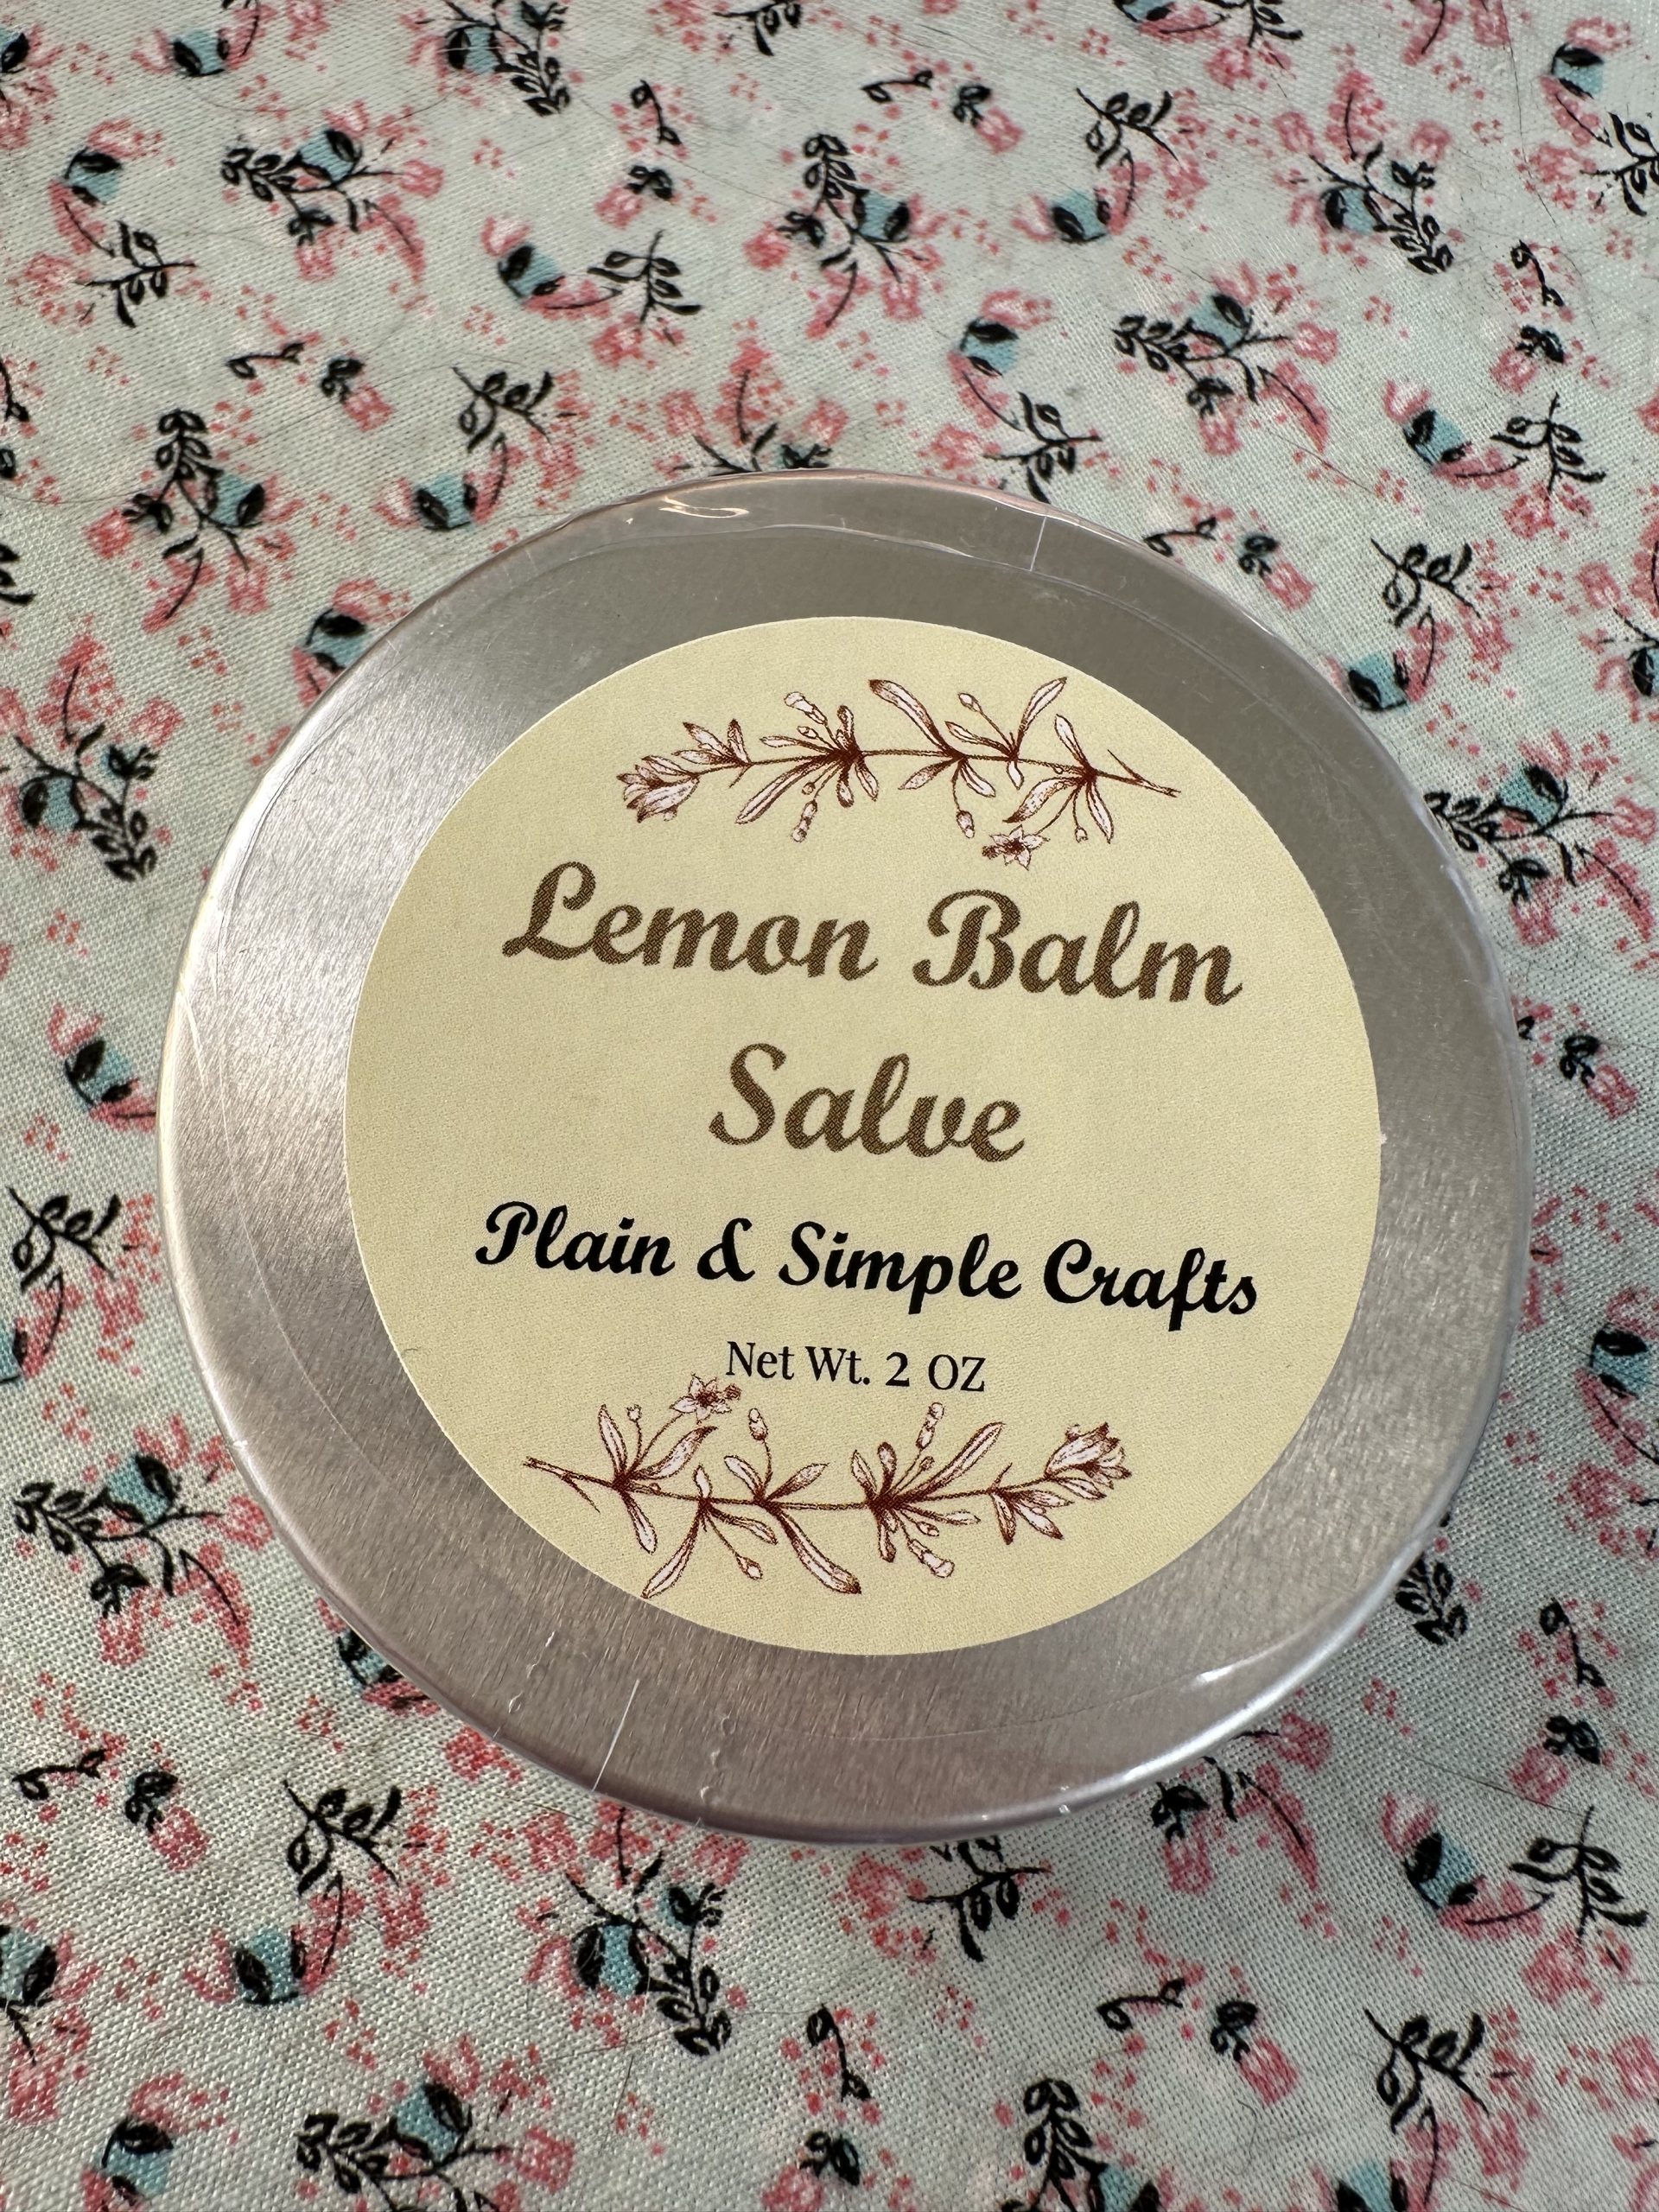 Lemon Balm
Salve
Plain & Simple Crafts
Net Wt. 2 OZ